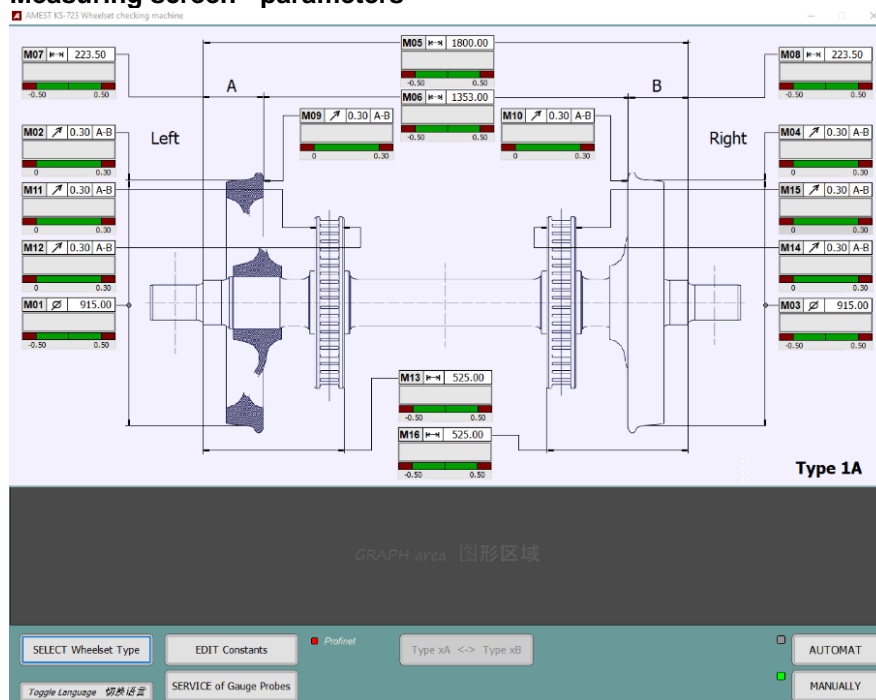 Measuring screen - parameters
AMEST KS-723 Wheelset checking machine
M05 1800.00
-0.50 0.50
M07 223.50
-0.50 0.50
M08 223.50
-0.50 0.50
A
B
M06 1353.00
-0.50 0.50
M09 0.30 A-B
0 0.30
M10 0.30 A-B
0 0.30
Left
Right
M02 0.30 A-B
0 0.30
M04 0.30 A-B
0 0.30
M11 0.30 A-B
0 0.30
M15 0.30 A-B
0 0.30
M12 0.30 A-B
0 0.30
M14 0.30 A-B
0 0.30
M01 Ø 915.00
-0.50 0.50
M03 Ø 915.00
-0.50 0.50
M13 525.00
-0.50 0.50
M16 525.00
-0.50 0.50
Type 1A
GRAPH area 图形区域
SELECT Wheelset Type
EDIT Constants
Profinet
Type xA <-> Type xB
AUTOMAT
Toggle Language 切换语言
SERVICE of Gauge Probes
MANUALLY